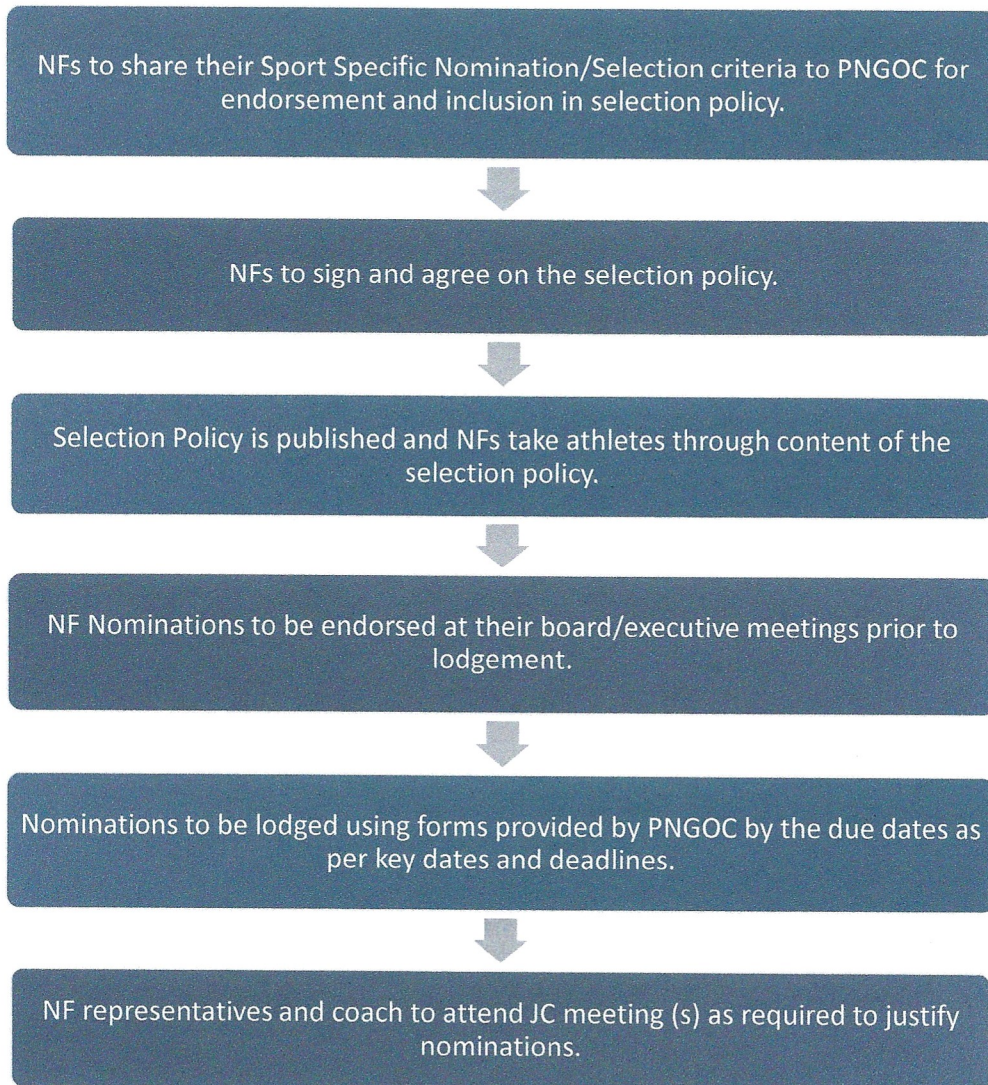 NFs to share their Sport Specific Nomination/Selection criteria to PNGOC for
endorsement and inclusion in selection policy.
NFs to sign and agree on the selection policy.
Selection Policy is published and NFs take athletes through content of the
selection policy.
NF Nominations to be endorsed at their board/executive meetings prior to
lodgement.
Nominations to be lodged using forms provided by PNGOC by the due dates as
per key dates and deadlines.
NF representatives and coach to attend JC meeting (s) as required to justify
nominations.